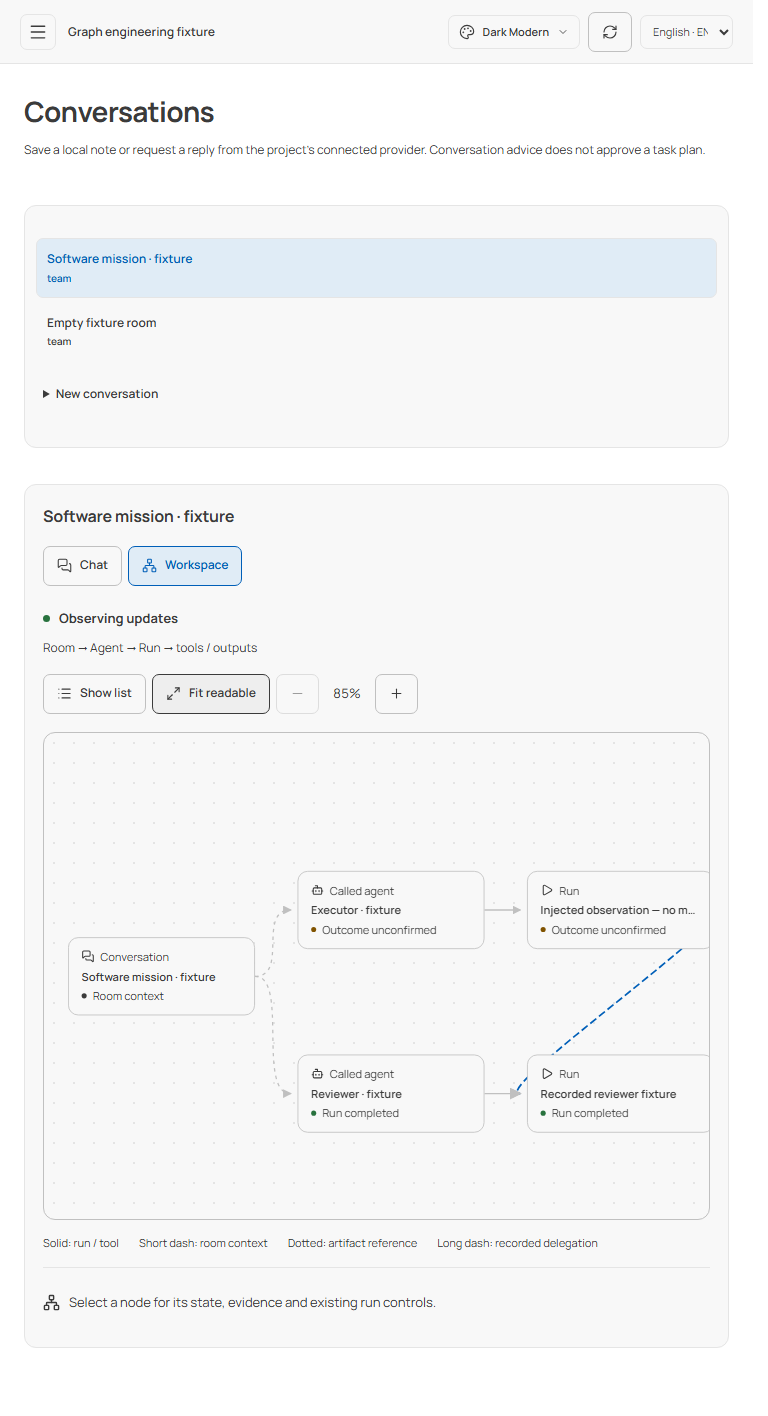 Graph engineering fixture
Dark Modern
English · EN
Conversations
Save a local note or request a reply from the project's connected provider. Conversation advice does not approve a task plan.
Software mission · fixture
team
Empty fixture room
team
New conversation
Software mission · fixture
Chat
Workspace
Observing updates
Room → Agent → Run → tools / outputs
Show list
Fit readable
85%
Called agent
Executor · fixture
Outcome unconfirmed
Run
Injected observation — no m...
Outcome unconfirmed
Conversation
Software mission · fixture
Room context
Called agent
Reviewer · fixture
Run completed
Run
Recorded reviewer fixture
Run completed
Solid: run / tool
Short dash: room context
Dotted: artifact reference
Long dash: recorded delegation
Select a node for its state, evidence and existing run controls.